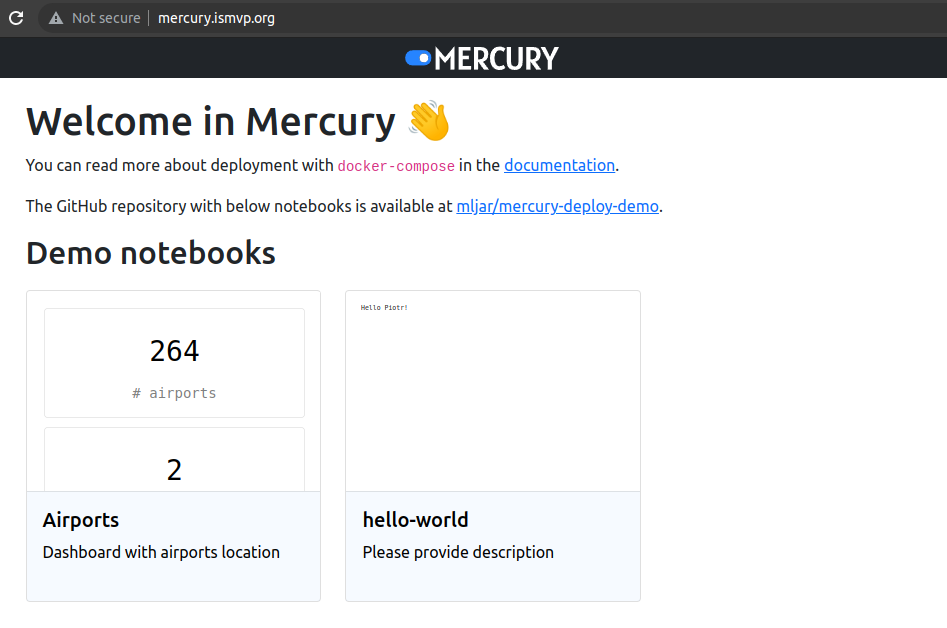 Not secure | mercury.ismvp.org
MERCURY
Welcome in Mercury 👋
You can read more about deployment with docker-compose in the documentation.
The GitHub repository with below notebooks is available at mljar/mercury-deploy-demo.
Demo notebooks
264
# airports
2
Airports
Dashboard with airports location
Hello Piotr!
hello-world
Please provide description